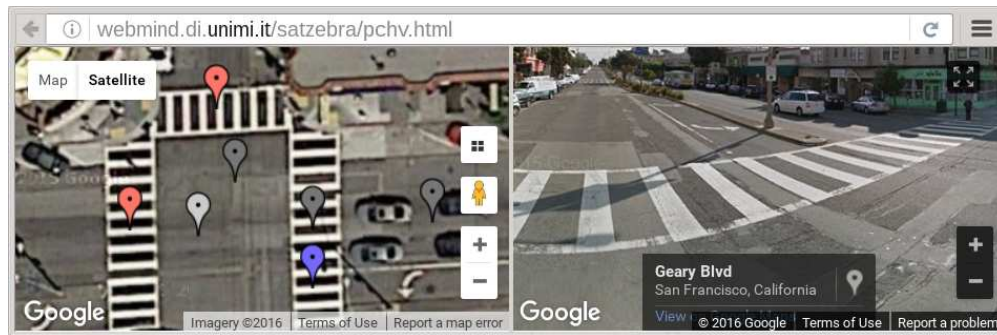 webmind.di.unimi.it/satzebra/pchv.html
Map Satellite
Google
Imagery ©2016 Terms of Use Report a map error
Geary Blvd
San Francisco, California
View
Google
© 2016 Google Terms of Use Report a problem